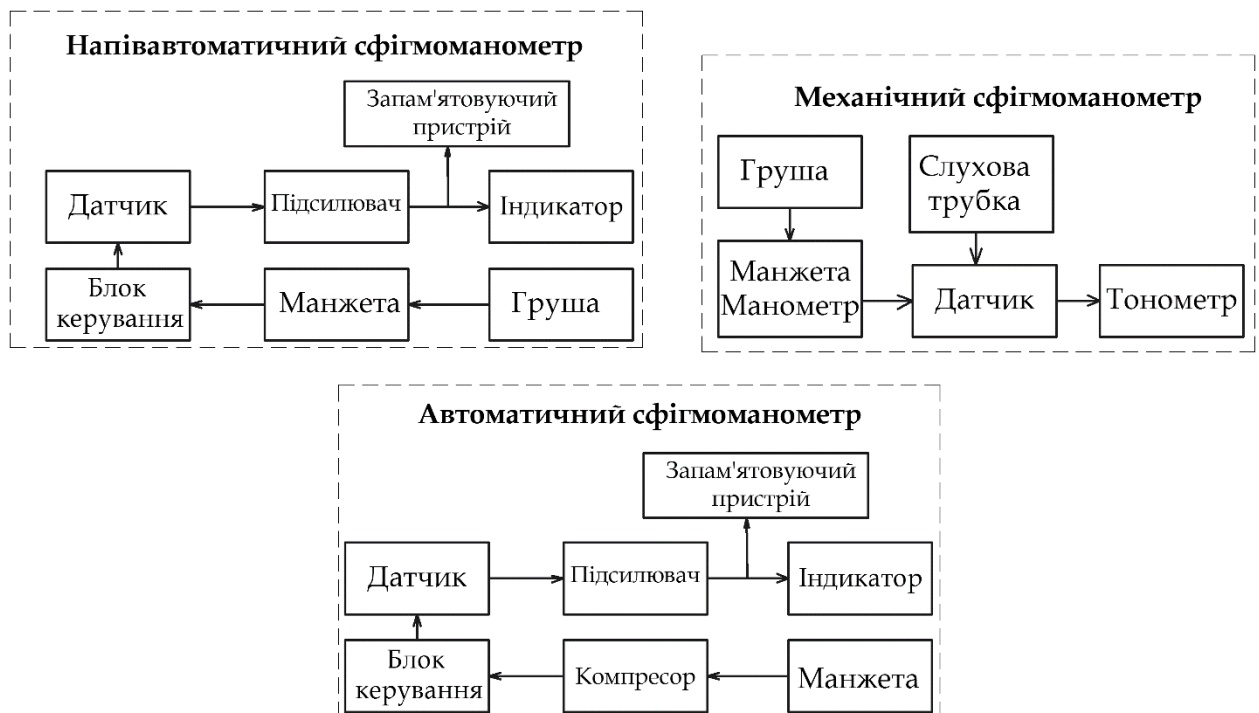 Напівавтоматичний сфігмоманометр
Запам'ятовуючий
пристрій
Датчик
Підсилювач
Індикатор
Блок
керування
Манжета
Груша
Механічний сфігмоманометр
Груша
Слухова
трубка
Манжета
Манометр
Датчик
Тонометр
Автоматичний сфігмоманометр
Запам'ятовуючий
пристрій
Датчик
Підсилювач
Індикатор
Блок
керування
Компресор
Манжета